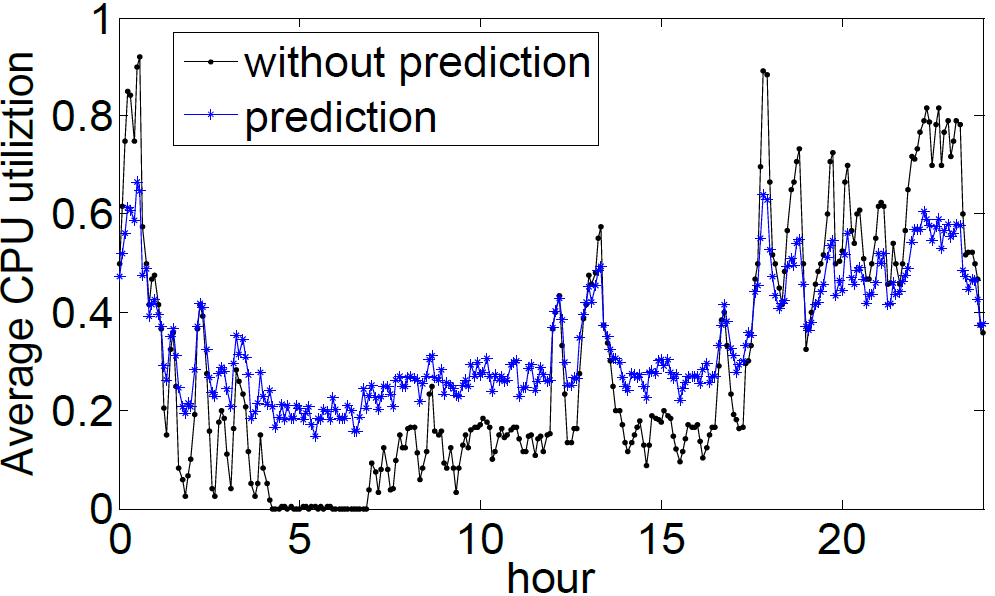 Average CPU utiliztion
1
0.8
0.6
0.4
0.2
0
without prediction
prediction
0 5 10 15 20
hour